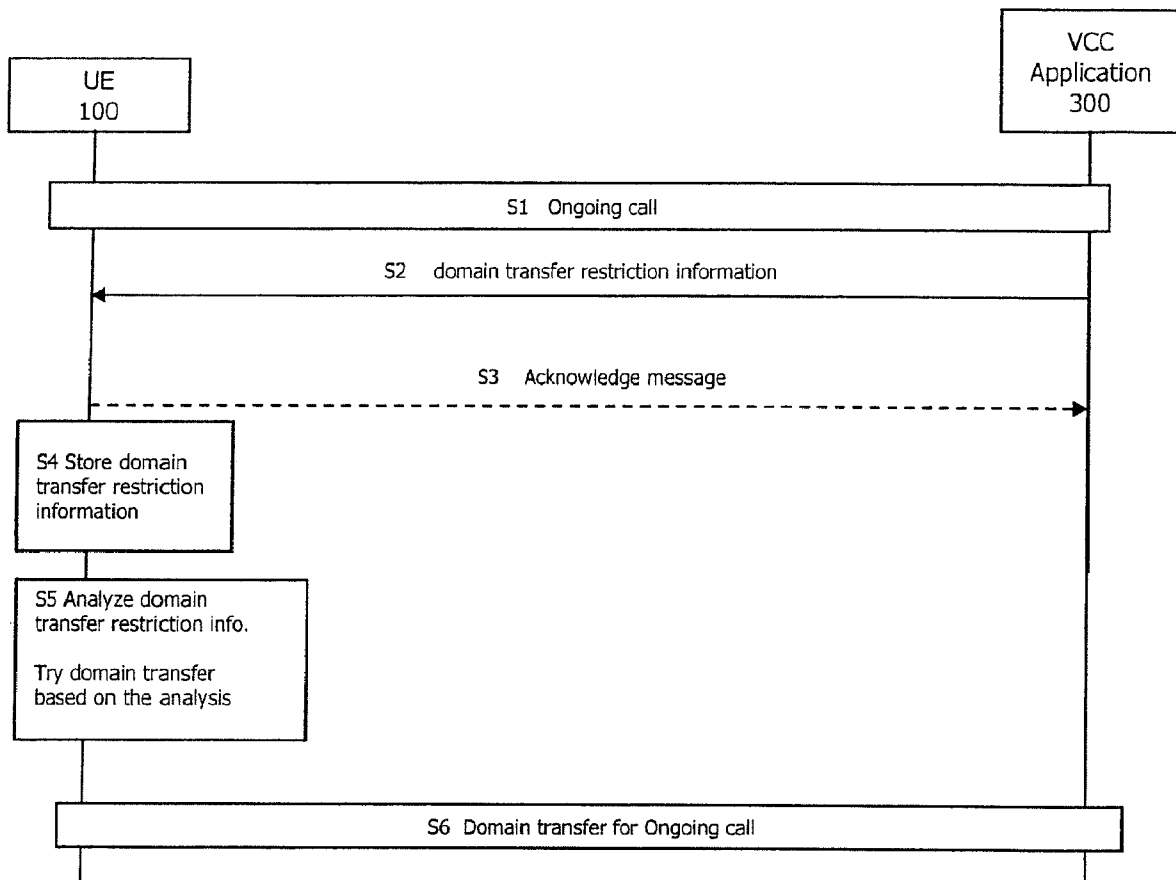 UE
100
VCC
Application
300
S1 Ongoing call
S2 domain transfer restriction information
S3 Acknowledge message
S4 Store domain
transfer restriction
information
S5 Analyze domain
transfer restriction info.
Try domain transfer
based on the analysis
S6 Domain transfer for Ongoing call